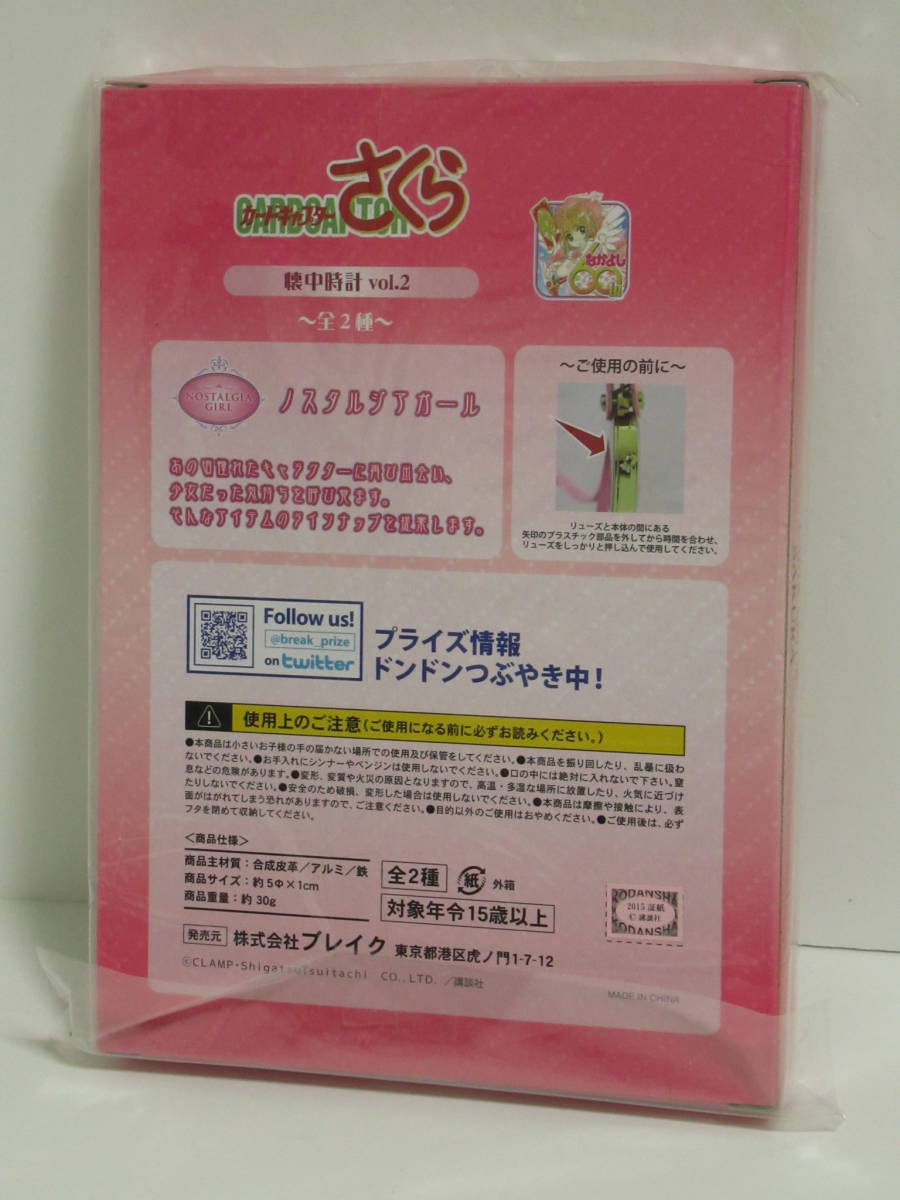 CARDCAPTOR
カードキャプター
さくら
懐中時計 vol.2
～全2種～
なかよし
60th
NOSTALGIA
GIRL
ノスタルジアガール
あの頃憧れたキャラクターに再び出会い、
少女だった気持ちを呼び戻す。
そんなアイテムのラインナップを提案します。
～ご使用の前に～
リューズと本体の間にある
矢印のプラスチック部品を外してから時間を合わせ、
リューズをしっかりと押し込んで使用してください。
Follow us!
@break_prize
on twitter
プライズ情報
ドンドンつぶやき中！
使用上のご注意（ご使用になる前に必ずお読みください。）
●本商品は小さいお子様の手の届かない場所での使用及び保管をしてください。●本商品を振り回したり、乱暴に扱わ
ないでください。●お手入れにシンナーやベンジンは使用しないでください。●口の中には絶対に入れないで下さい。窒
息などの危険があります。●変形、変質や火災の原因となりますので、高温・多湿な場所に放置したり、火気に近づけ
たりしないでください。●安全のため破損、変形した場合は使用しないでください。●本商品は摩擦や接触により、表
面がはがれてしまう恐れがありますので、ご注意ください。●目的以外のご使用はおやめください。●ご使用後は、必ず
フタを閉めて収納してください。
＜商品仕様＞
商品主材質：合成皮革／アルミ／鉄
商品サイズ：約5Φ×1cm
商品重量：約30g
全2種
紙 外箱
対象年令15歳以上
発売元 株式会社ブレイク 東京都港区虎ノ門1-7-12
©CLAMP・ShigatsuTsuitachi CO.,LTD.／講談社
ODANSHA
2015 証紙
©講談社
ODANSHA
MADE IN CHINA